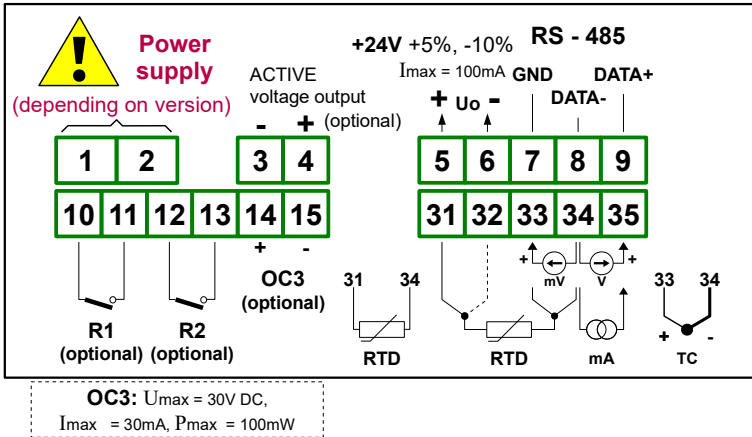 Power
supply
(depending on version)
ACTIVE
voltage output
(optional)
- +
+24V +5%, -10%
Imax = 100mA
+ Uo -
RS - 485
GND DATA+
DATA-
1 2 3 4 5 6 7 8 9
10 11 12 13 14 15 31 32 33 34 35
+ -
OC3
(optional)
R1
(optional)
R2
(optional)
31 34
RTD
RTD
+ mV
V +
mA
33 34
+ -
TC
OC3: Umax = 30V DC,
Imax = 30mA, Pmax = 100mW